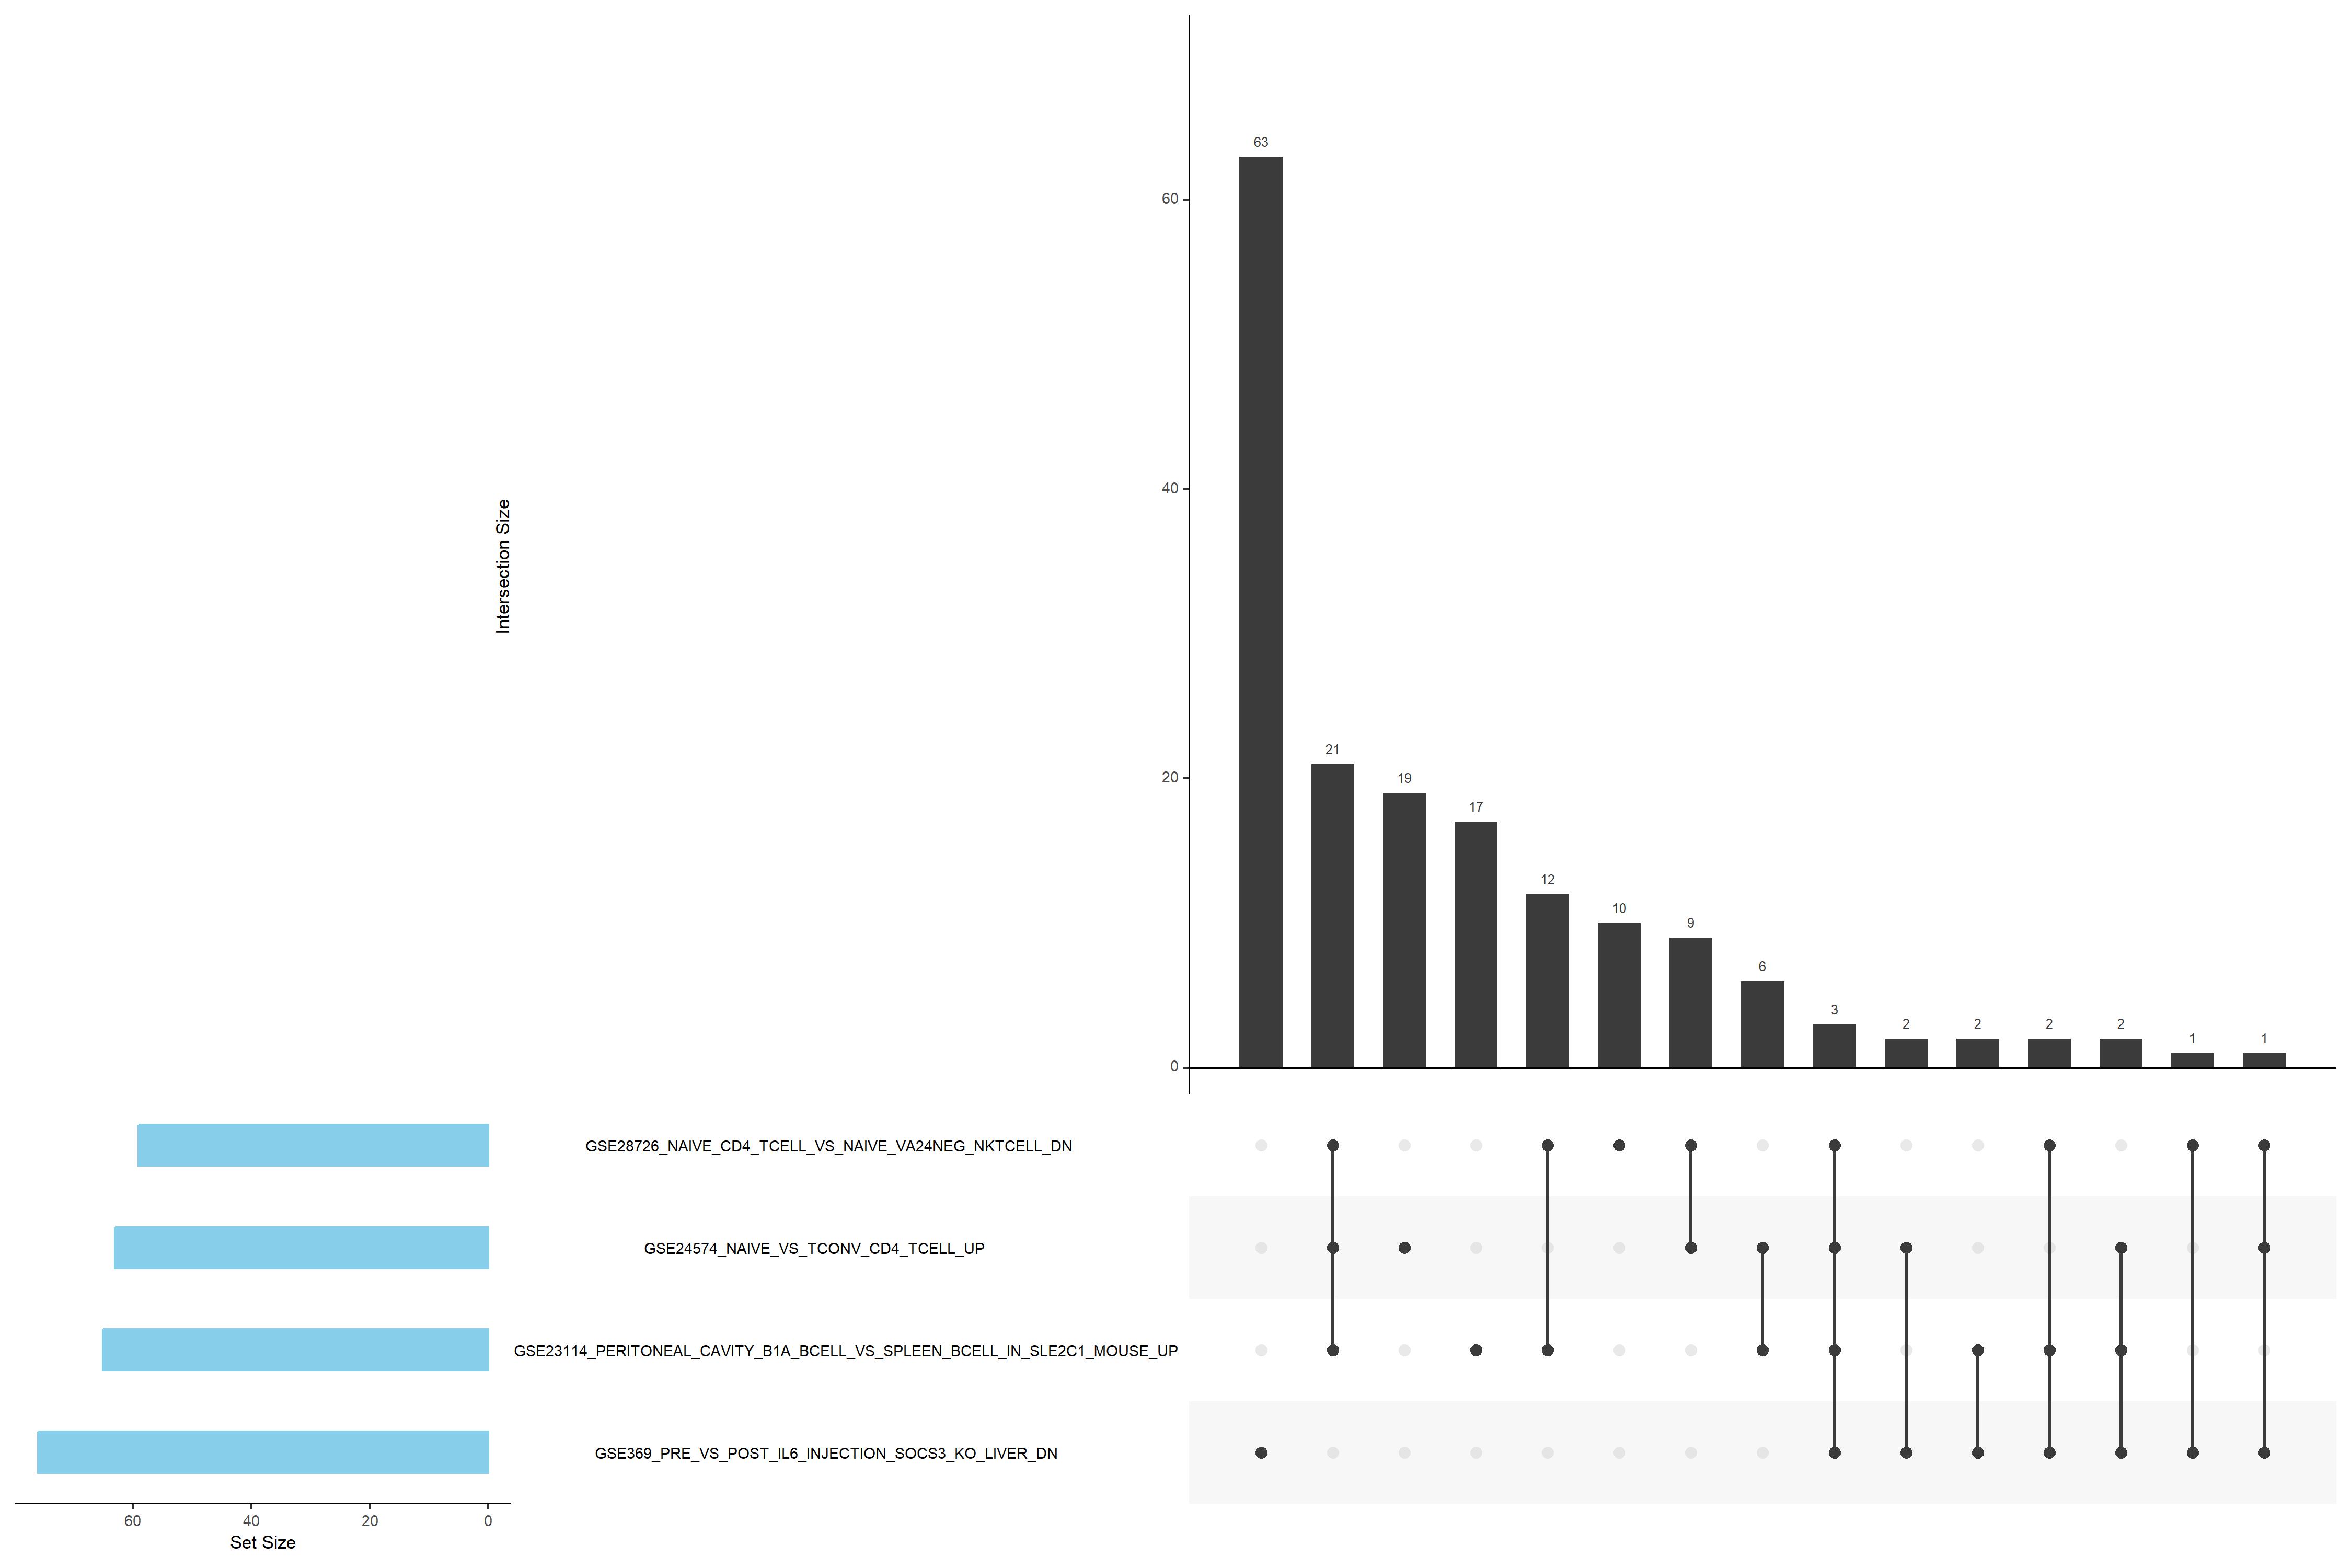 Intersection Size
60
40
20
0
63
21
19
17
12
10
9
6
3
2
2
2
2
1
1
GSE28726_NAIVE_CD4_TCELL_VS_NAIVE_VA24NEG_NKTCELL_DN
GSE24574_NAIVE_VS_TCONV_CD4_TCELL_UP
GSE23114_PERITONEAL_CAVITY_B1A_BCELL_VS_SPLEEN_BCELL_IN_SLE2C1_MOUSE_UP
GSE369_PRE_VS_POST_IL6_INJECTION_SOCS3_KO_LIVER_DN
60 40 20 0
Set Size